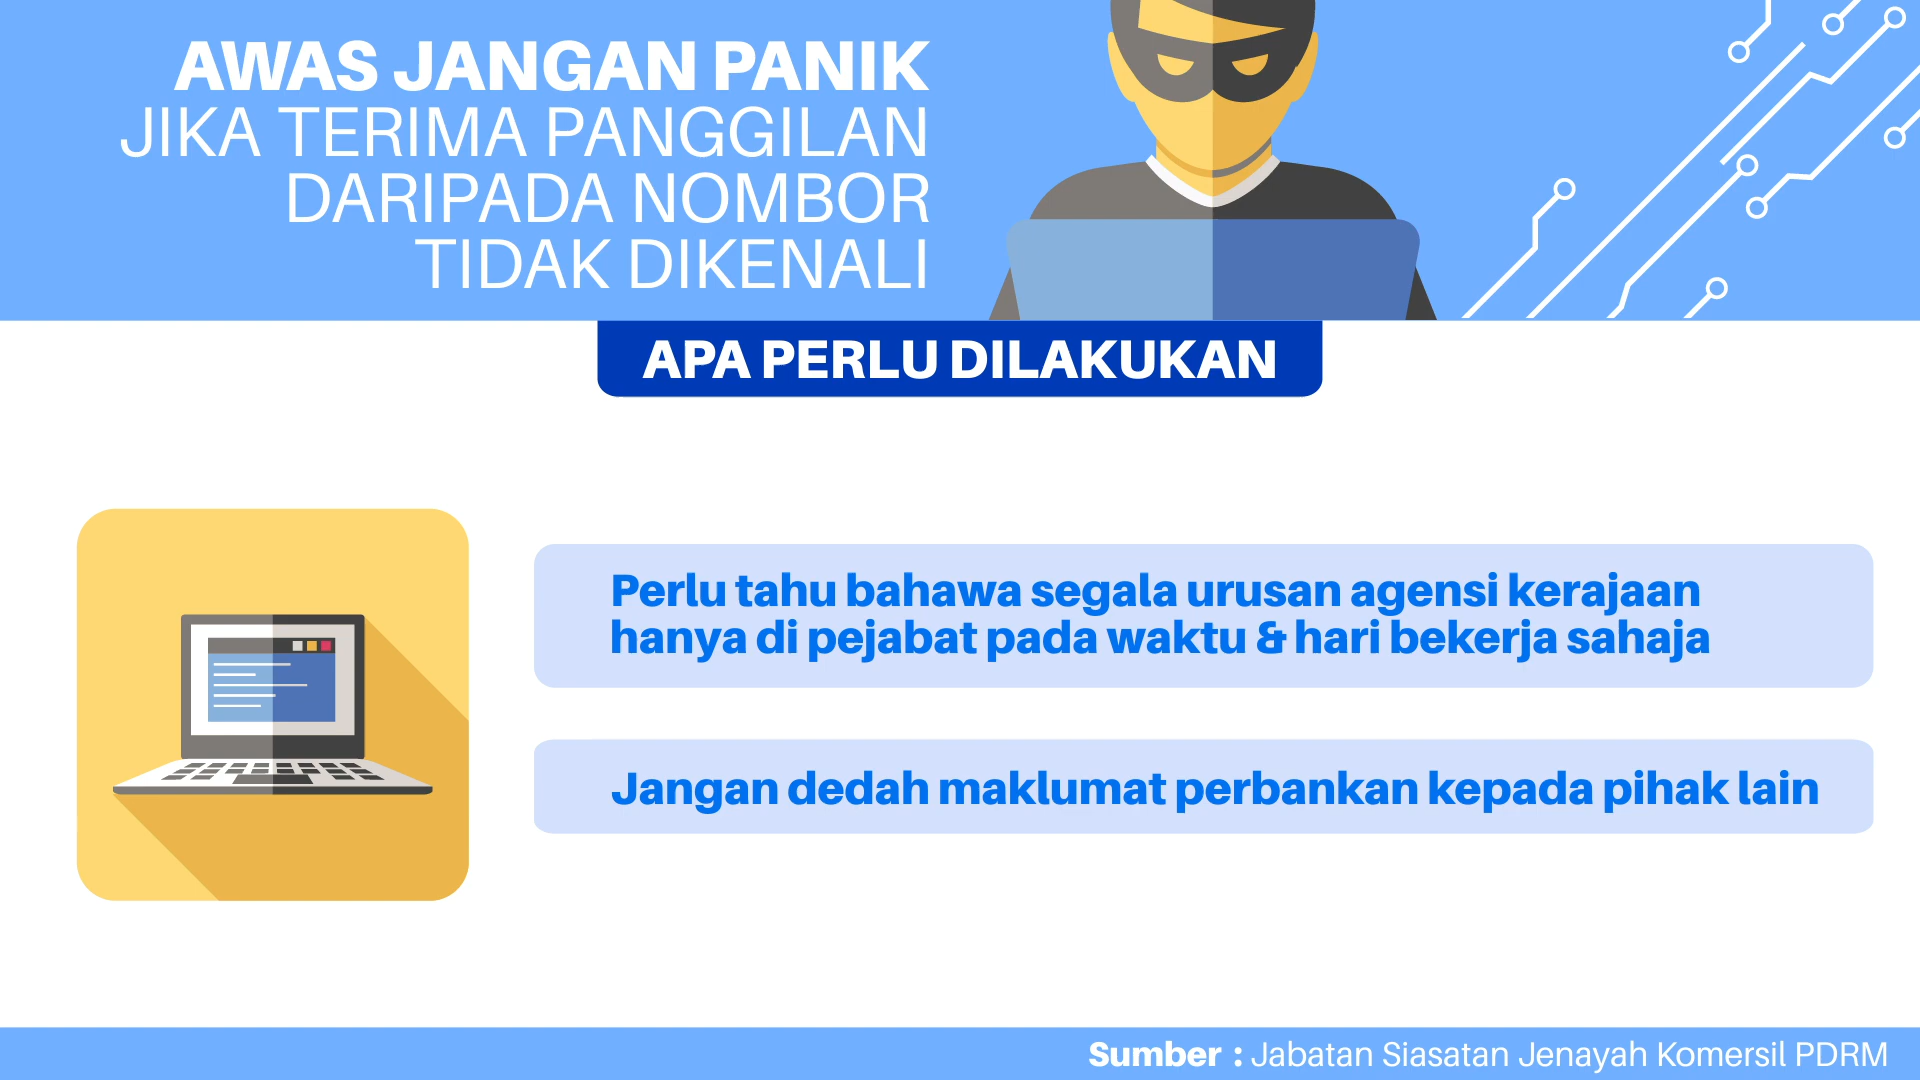 AWAS JANGAN PANIK
JIKA TERIMA PANGGILAN
DARIPADA NOMBOR
TIDAK DIKENALI
APA PERLU DILAKUKAN
Perlu tahu bahawa segala urusan agensi kerajaan
hanya di pejabat pada waktu & hari bekerja sahaja
Jangan dedah maklumat perbankan kepada pihak lain
Sumber : Jabatan Siasatan Jenayah Komersil PDRM